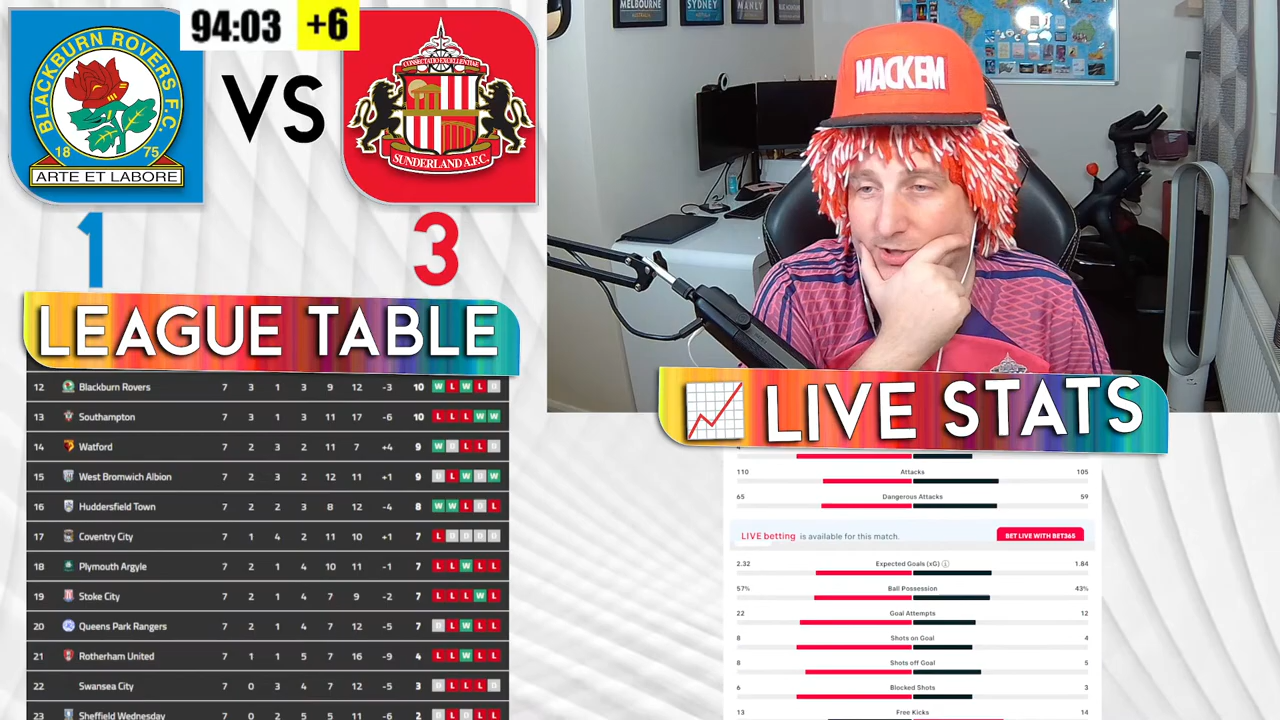 94:03 +6
BLACKBURN ROVERS F.C.
18 75
ARTE ET LABORE
VS
CONSECTATIO EXCELLENTIAE
SUNDERLAND A.F.C.
1 3
MELBOURNE
AUSTRALIA
SYDNEY
AUSTRALIA
MANLY
MACKEM
LEAGUE TABLE
12 Blackburn Rovers 7 3 1 3 9 12 -3 10 W L W L D
13 Southampton 7 3 1 3 11 17 -6 10 L L L W W
14 Watford 7 2 3 2 11 7 +4 9 W D L L D
15 West Bromwich Albion 7 2 3 2 12 11 +1 9 D L W D W
16 Huddersfield Town 7 2 2 3 8 12 -4 8 W W L D L
17 Coventry City 7 1 4 2 11 10 +1 7 L D D D D
18 Plymouth Argyle 7 2 1 4 10 11 -1 7 L L W L L
19 Stoke City 7 2 1 4 7 9 -2 7 L L L W L
20 Queens Park Rangers 7 2 1 4 7 12 -5 7 D L W L L
21 Rotherham United 7 1 1 5 7 16 -9 4 L L W L L
22 Swansea City 7 0 3 4 7 12 -5 3 D L L L D
23 Sheffield Wednesday 7 0 2 5 5 11 -6 2 L D L L
LIVE STATS
110 Attacks 105
65 Dangerous Attacks 59
LIVE betting is available for this match. BET LIVE WITH BET365
2.32 Expected Goals (xG) 1.84
57% Ball Possession 43%
22 Goal Attempts 12
8 Shots on Goal 4
8 Shots off Goal 5
6 Blocked Shots 3
13 Free Kicks 14